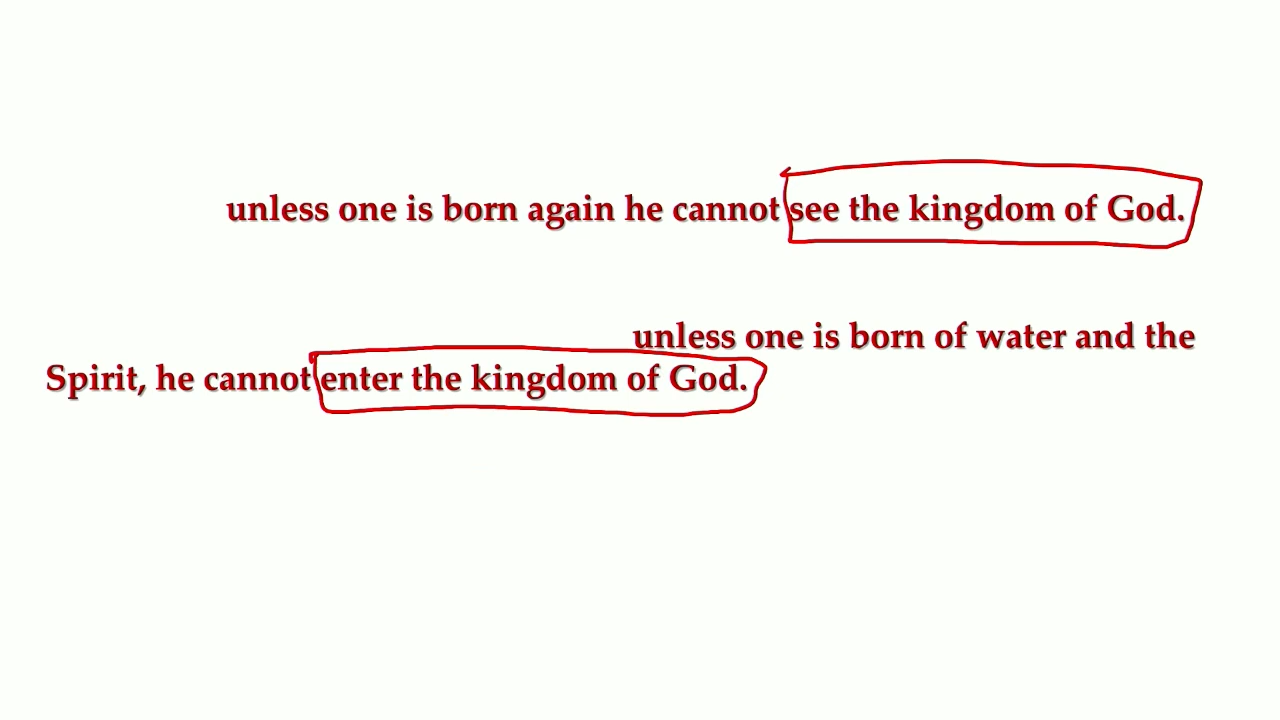 unless one is born again he cannot see the kingdom of God.
unless one is born of water and the
Spirit, he cannot enter the kingdom of God.